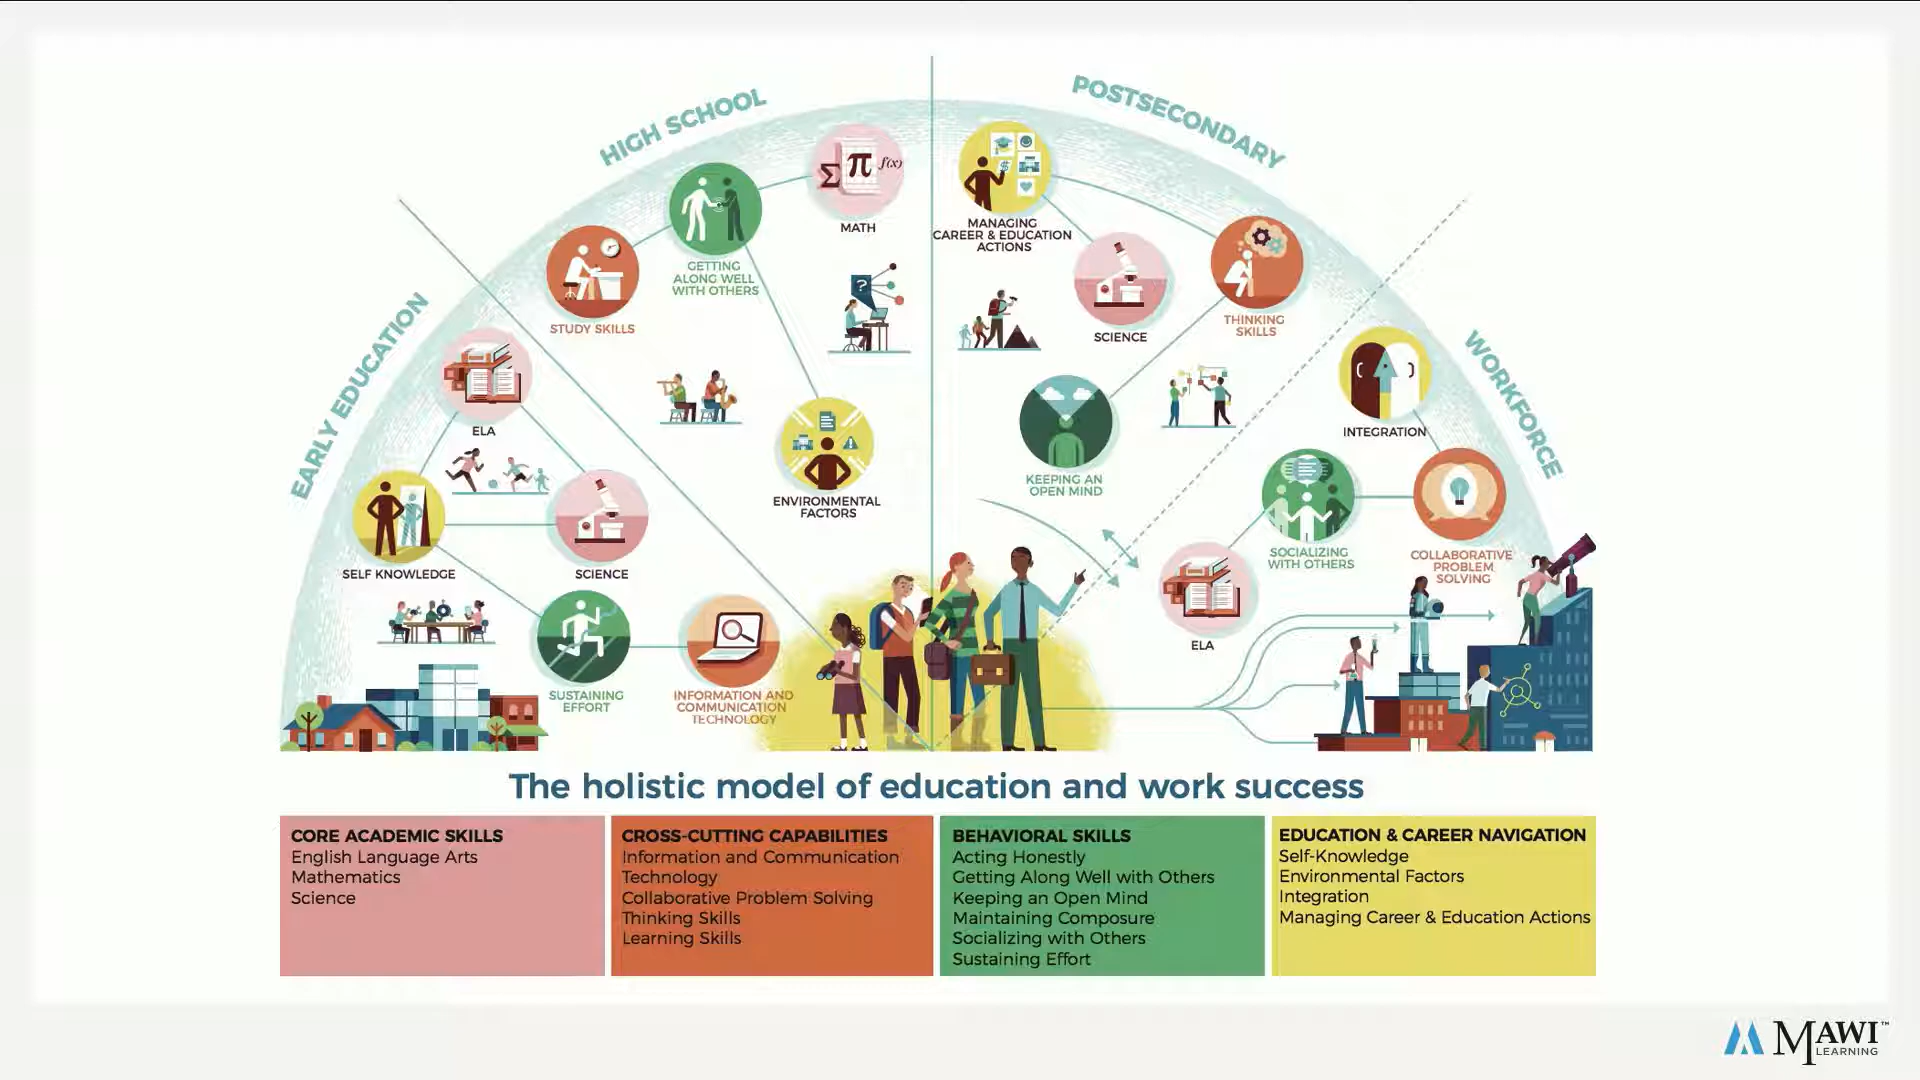 HIGH SCHOOL
POSTSECONDARY
EARLY EDUCATION
WORKFORCE
Σ π f(x)
MATH
MANAGING
CAREER & EDUCATION
ACTIONS
GETTING
ALONG WELL
WITH OTHERS
STUDY SKILLS
?
$
SCIENCE
THINKING
SKILLS
ELA
INTEGRATION
ENVIRONMENTAL
FACTORS
KEEPING AN
OPEN MIND
SELF KNOWLEDGE
SCIENCE
SOCIALIZING
WITH OTHERS
COLLABORATIVE
PROBLEM
SOLVING
ELA
SUSTAINING
EFFORT
INFORMATION AND
COMMUNICATION
TECHNOLOGY
The holistic model of education and work success
CORE ACADEMIC SKILLS
English Language Arts
Mathematics
Science
CROSS-CUTTING CAPABILITIES
Information and Communication
Technology
Collaborative Problem Solving
Thinking Skills
Learning Skills
BEHAVIORAL SKILLS
Acting Honestly
Getting Along Well with Others
Keeping an Open Mind
Maintaining Composure
Socializing with Others
Sustaining Effort
EDUCATION & CAREER NAVIGATION
Self-Knowledge
Environmental Factors
Integration
Managing Career & Education Actions
MAWI™
LEARNING